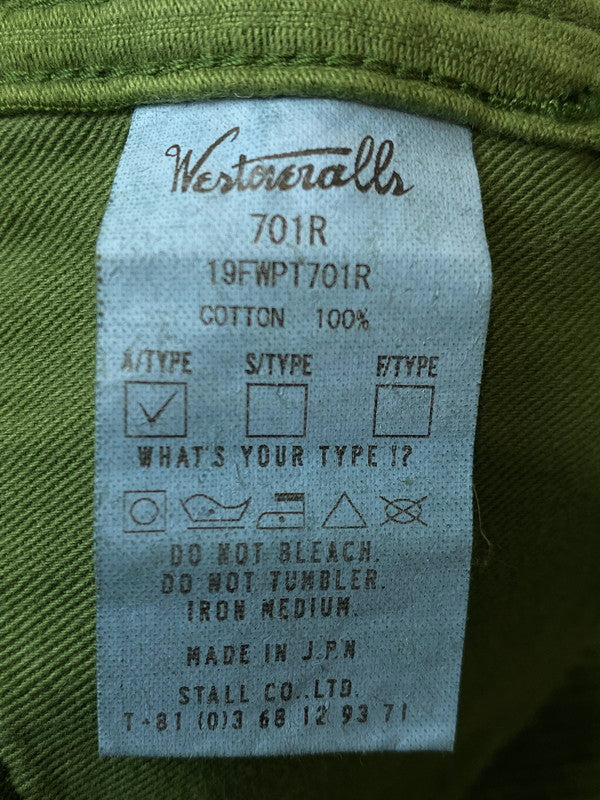 Westoveralls
701R
19FWPT701R
COTTON 100%
A/TYPE S/TYPE F/TYPE
WHAT'S YOUR TYPE !?
DO NOT BLEACH.
DO NOT TUMBLER.
IRON MEDIUM.
MADE IN J.P.N
STALL CO.,LTD.
T+81 (0)3 68 12 93 71